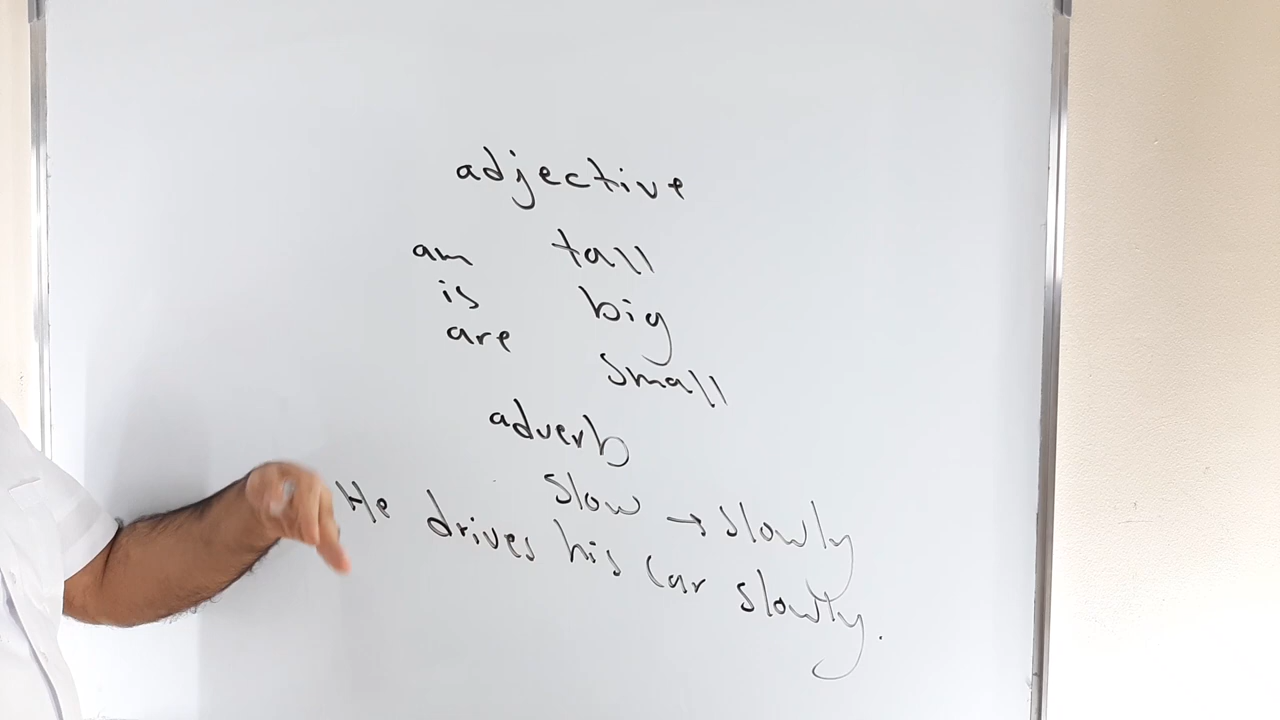 adjective
am tall
is big
are small
adverb
slow → slowly
He drives his car slowly.